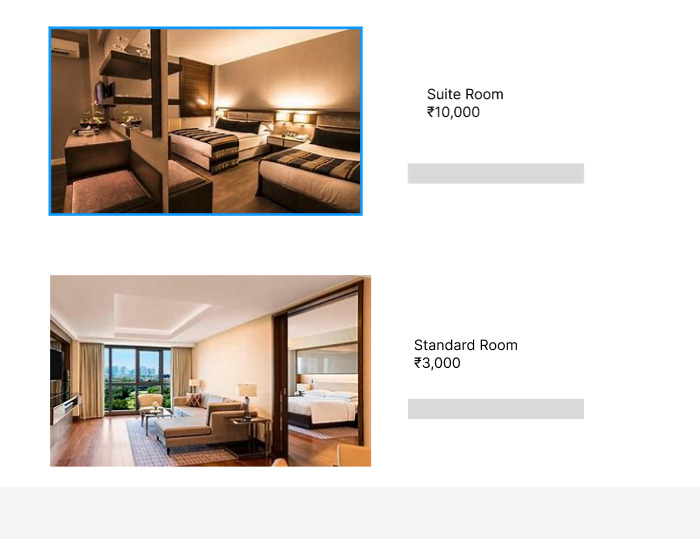 Suite Room
₹10,000
Standard Room
₹3,000